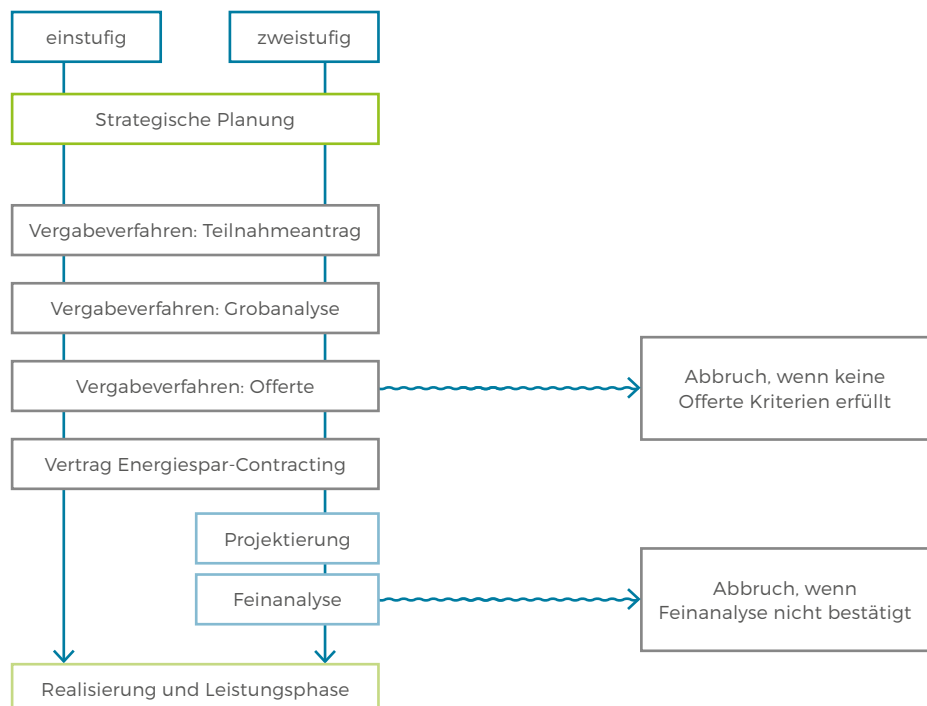 einstufig
zweistufig
Strategische Planung
Vergabeverfahren: Teilnahmeantrag
Vergabeverfahren: Grobanalyse
Vergabeverfahren: Offerte
Abbruch, wenn keine
Offerte Kriterien erfüllt
Vertrag Energiespar-Contracting
Projektierung
Feinanalyse
Abbruch, wenn
Feinanalyse nicht bestätigt
Realisierung und Leistungsphase